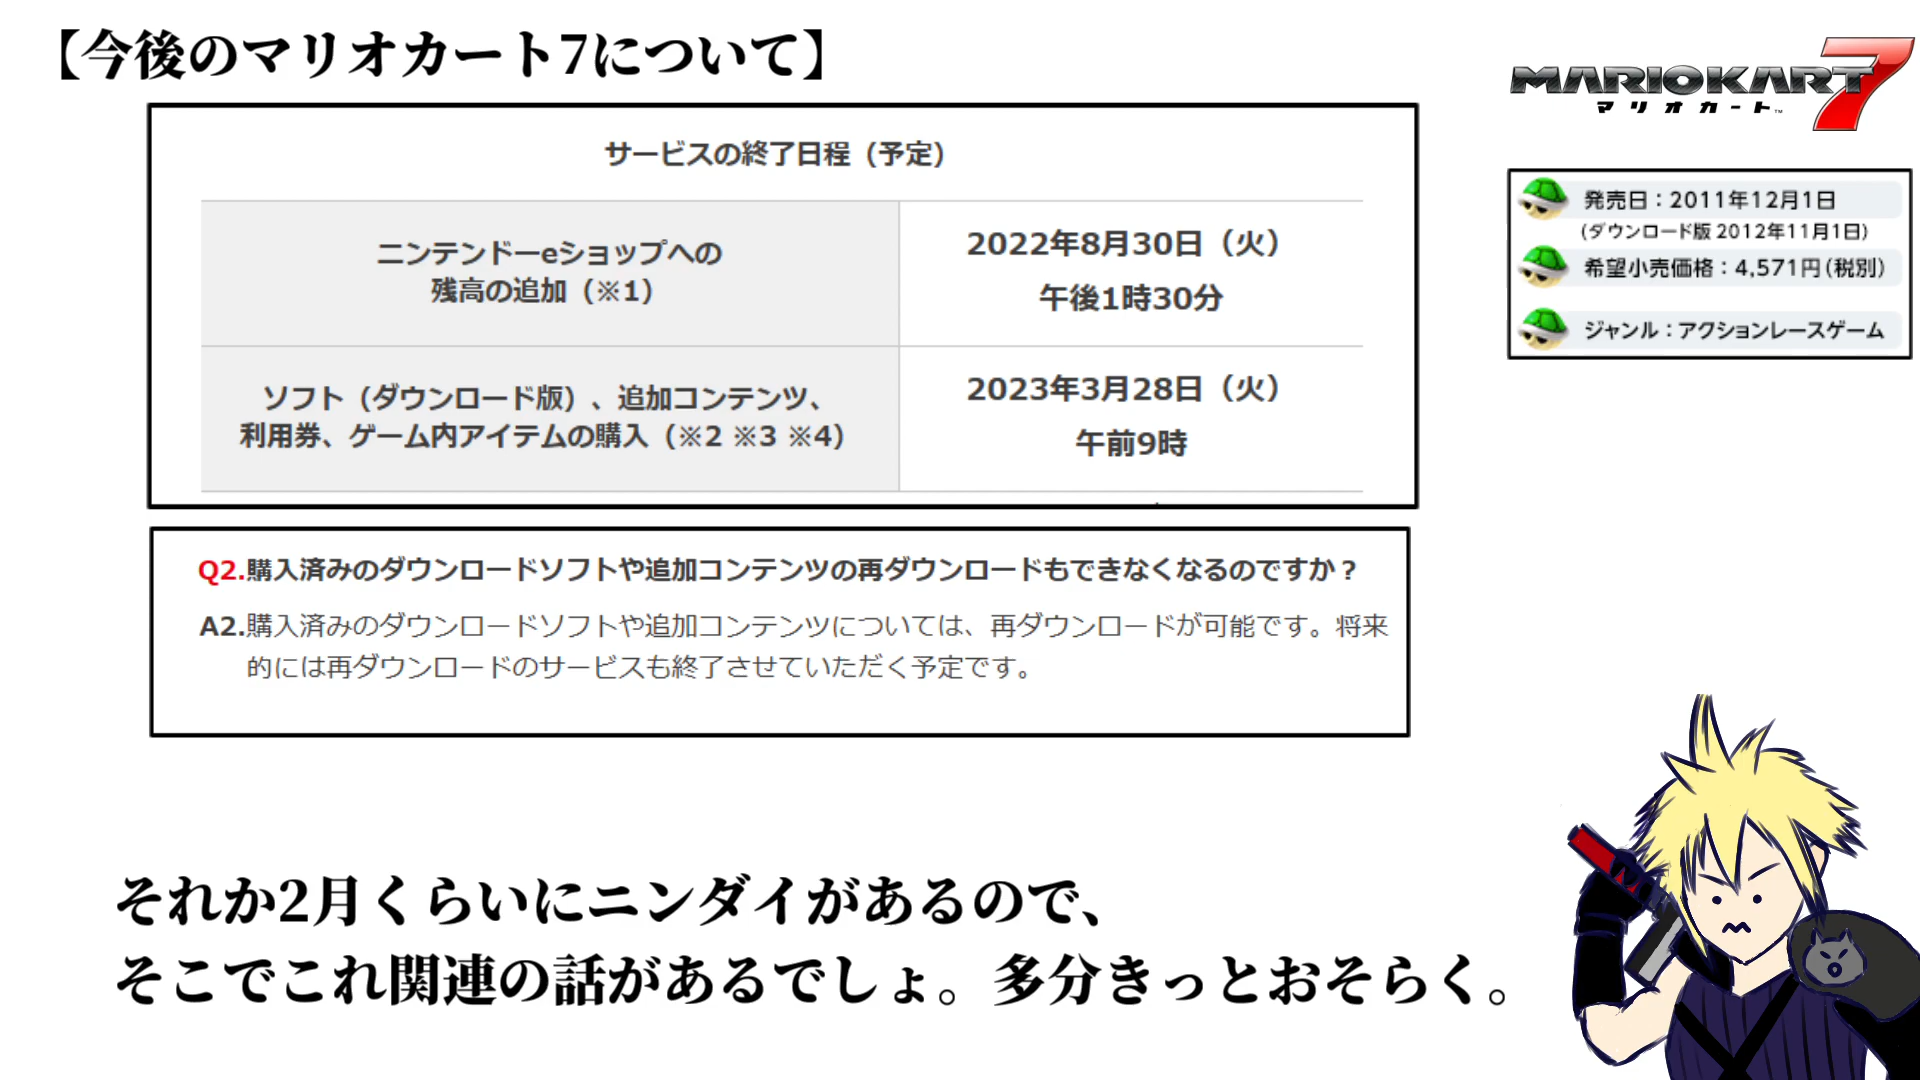 【今後のマリオカート7について】
MARIOKART7
マリオカート™
サービスの終了日程（予定）
ニンテンドーeショップへの
残高の追加（※1）
2022年8月30日（火）
午後1時30分
ソフト（ダウンロード版）、追加コンテンツ、
利用券、ゲーム内アイテムの購入（※2 ※3 ※4）
2023年3月28日（火）
午前9時
発売日：2011年12月1日
(ダウンロード版 2012年11月1日)
希望小売価格：4,571円(税別)
ジャンル：アクションレースゲーム
Q2.購入済みのダウンロードソフトや追加コンテンツの再ダウンロードもできなくなるのですか？
A2.購入済みのダウンロードソフトや追加コンテンツについては、再ダウンロードが可能です。将来
的には再ダウンロードのサービスも終了させていただく予定です。
それか2月くらいにニンダイがあるので、
そこでこれ関連の話があるでしょ。多分きっとおそらく。